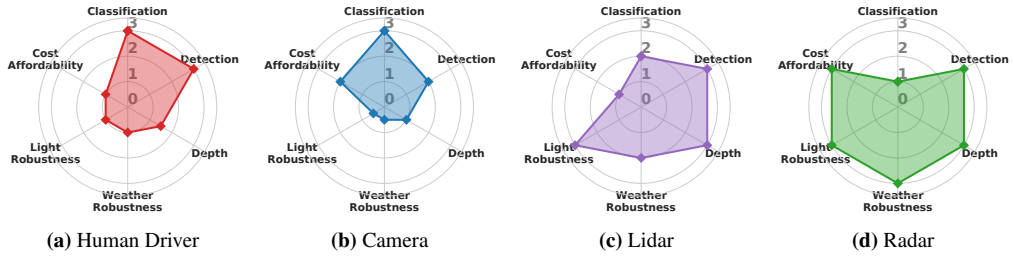 Classification
3
2
1
0
Detection
Depth
Weather
Robustness
Light
Robustness
Cost
Affordability
(a) Human Driver
Classification
3
2
1
0
Detection
Depth
Weather
Robustness
Light
Robustness
Cost
Affordability
(b) Camera
Classification
3
2
1
0
Detection
Depth
Weather
Robustness
Light
Robustness
Cost
Affordability
(c) Lidar
Classification
3
2
1
0
Detection
Depth
Weather
Robustness
Light
Robustness
Cost
Affordability
(d) Radar